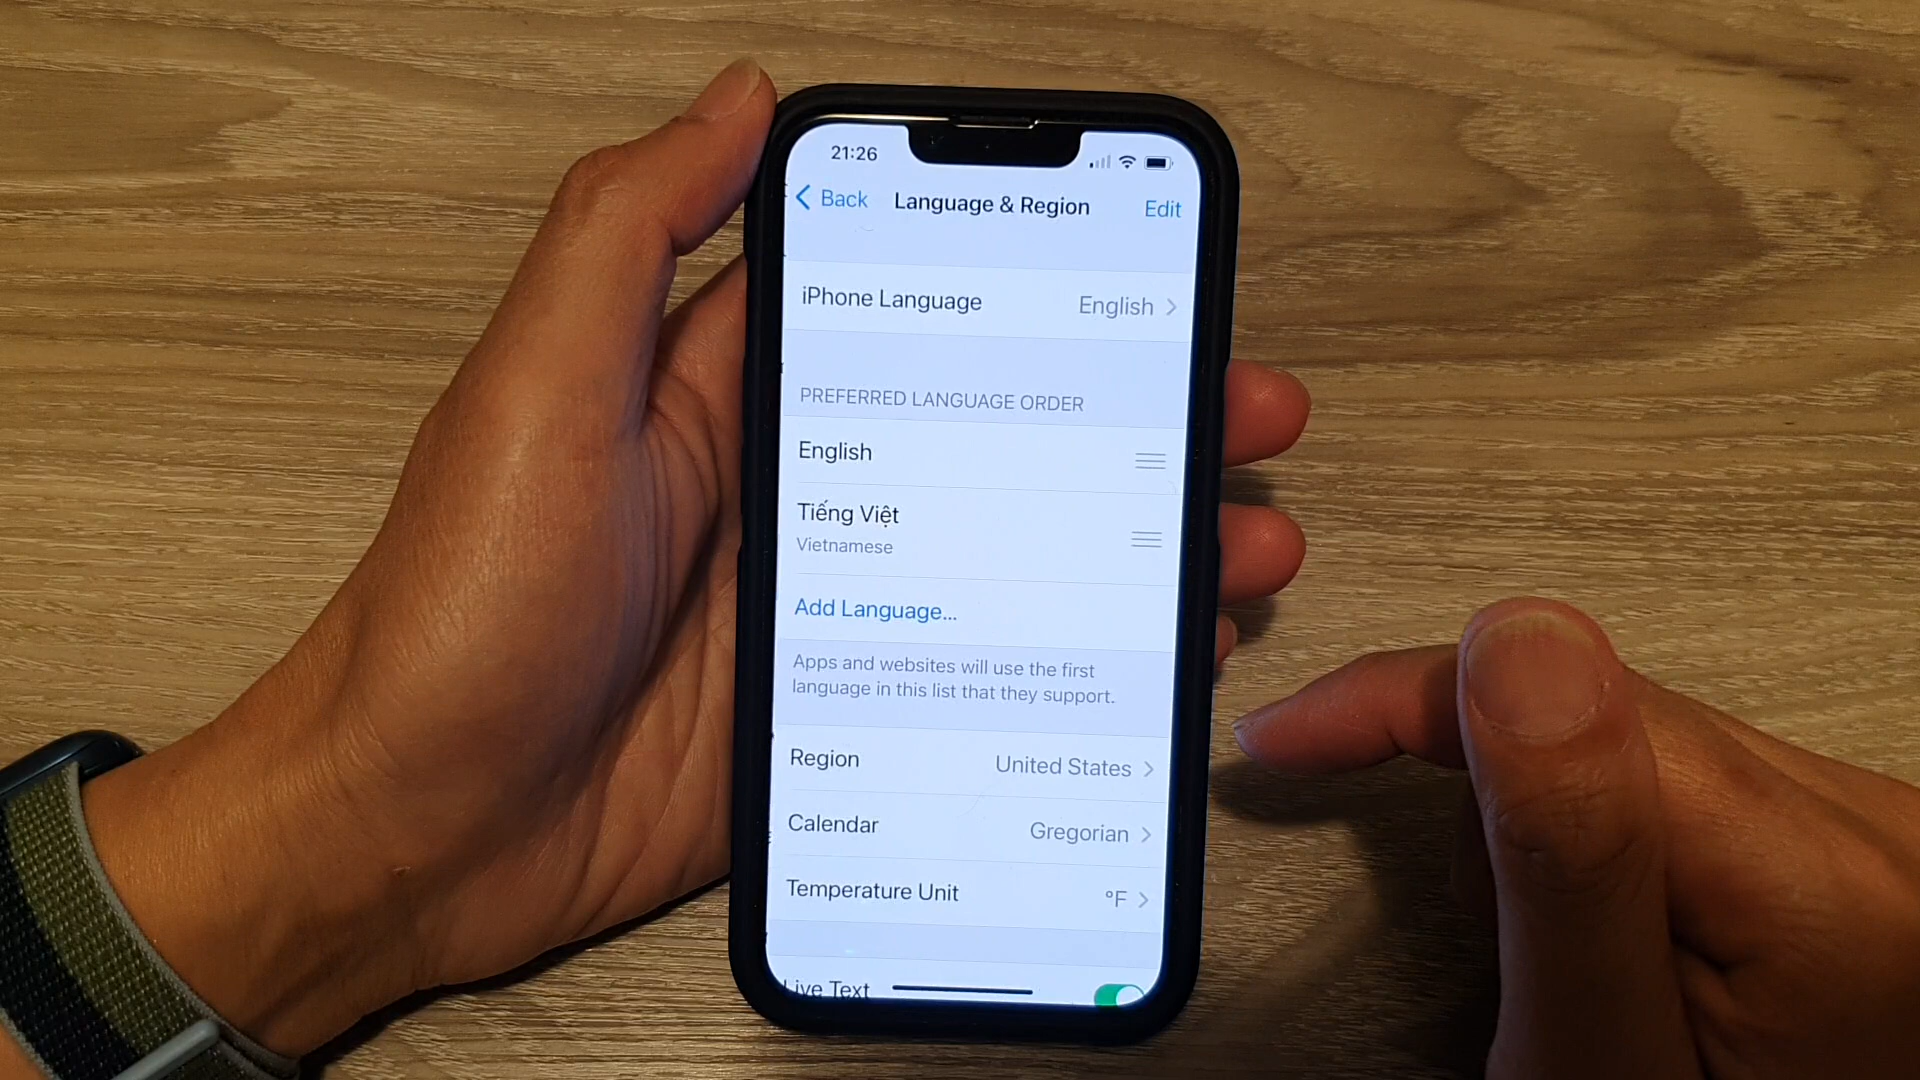 21:26
Back Language & Region Edit
iPhone Language English
PREFERRED LANGUAGE ORDER
English
Tiếng Việt
Vietnamese
Add Language...
Apps and websites will use the first
language in this list that they support.
Region United States
Calendar Gregorian
Temperature Unit °F
Live Text